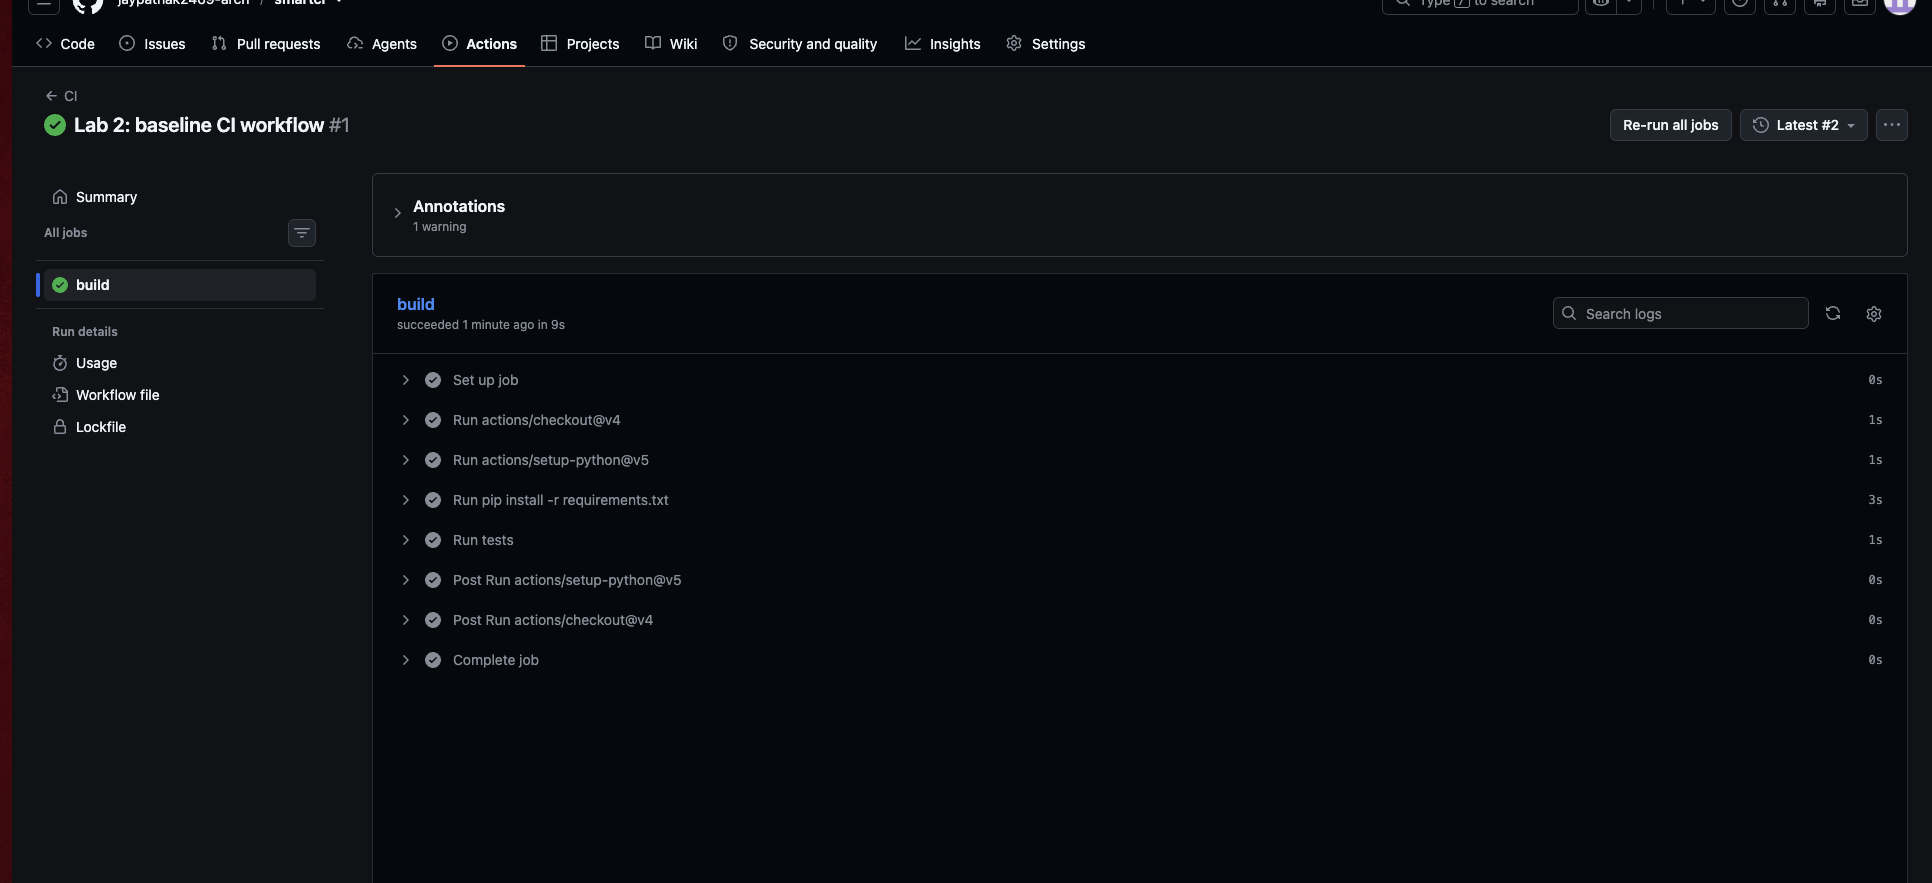 Type / to search
Code
Issues
Pull requests
Agents
Actions
Projects
Wiki
Security and quality
Insights
Settings
CI
Lab 2: baseline CI workflow #1
Re-run all jobs
Latest #2
Summary
All jobs
build
Run details
Usage
Workflow file
Lockfile
Annotations
1 warning
build
succeeded 1 minute ago in 9s
Search logs
Set up job 0s
Run actions/checkout@v4 1s
Run actions/setup-python@v5 1s
Run pip install -r requirements.txt 3s
Run tests 1s
Post Run actions/setup-python@v5 0s
Post Run actions/checkout@v4 0s
Complete job 0s